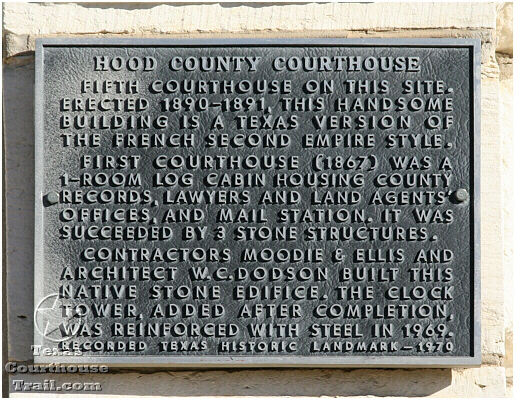 HOOD COUNTY COURTHOUSE
FIFTH COURTHOUSE ON THIS SITE.
ERECTED 1890-1891, THIS HANDSOME
BUILDING IS A TEXAS VERSION OF
THE FRENCH SECOND EMPIRE STYLE.
FIRST COURTHOUSE (1867) WAS A
1-ROOM LOG CABIN HOUSING COUNTY
RECORDS, LAWYERS AND LAND AGENTS'
OFFICES, AND MAIL STATION. IT WAS
SUCCEEDED BY 3 STONE STRUCTURES.
CONTRACTORS MOODIE & ELLIS AND
ARCHITECT W.C. DODSON BUILT THIS
NATIVE STONE EDIFICE. THE CLOCK
TOWER, ADDED AFTER COMPLETION,
WAS REINFORCED WITH STEEL IN 1969.
RECORDED TEXAS HISTORIC LANDMARK-1970
Texas
Courthouse
Trail.com